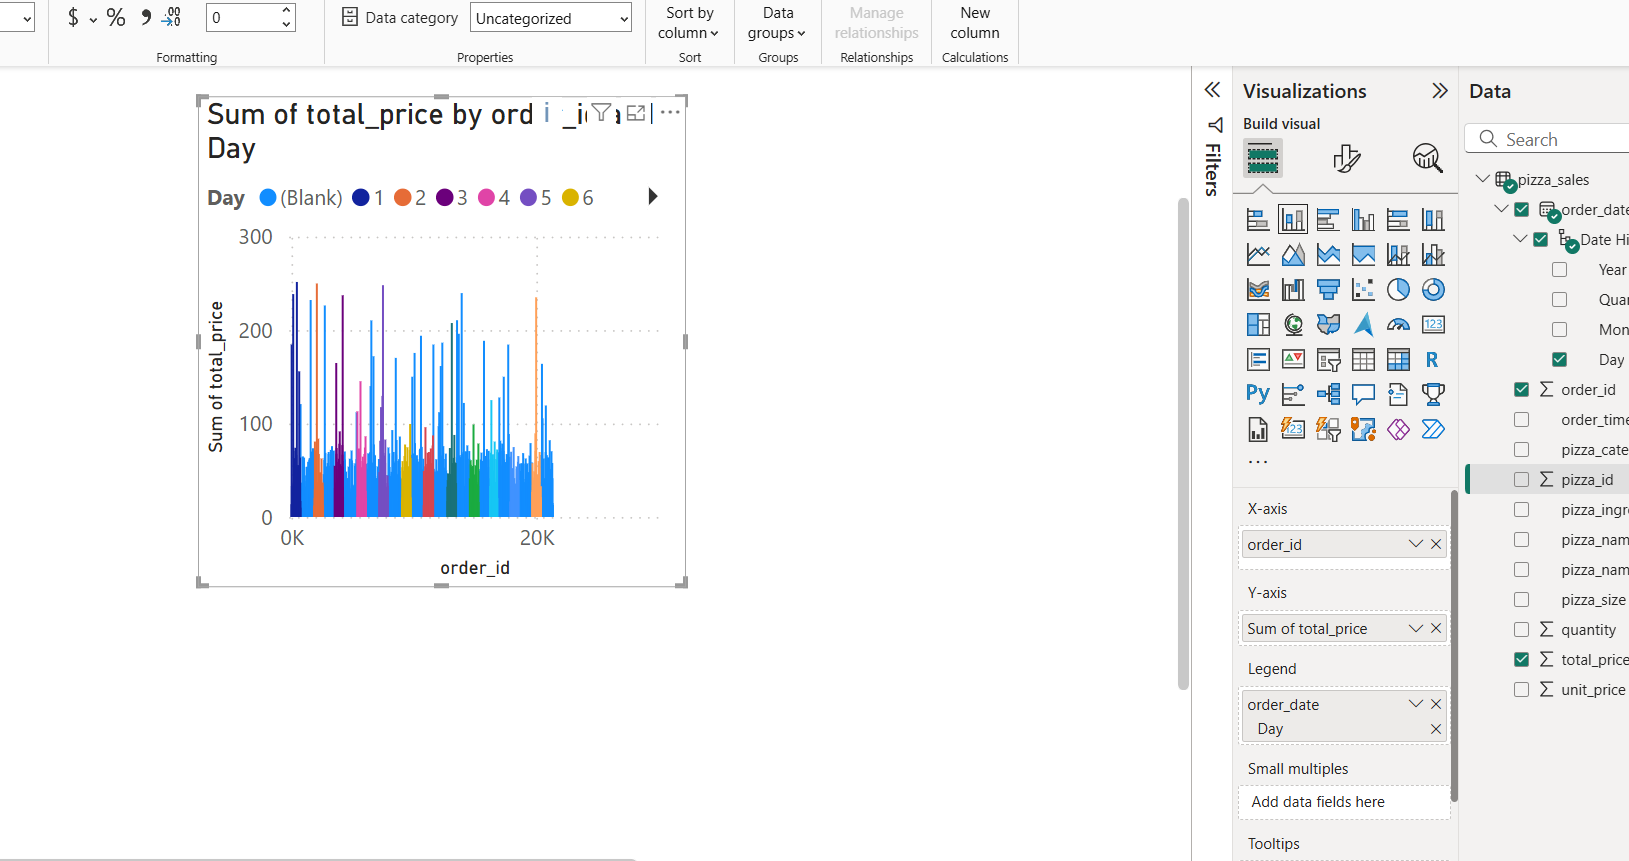 $ % 0
Data category Uncategorized
Sort by
column
Data
groups
Manage
relationships
New
column
Formatting
Properties
Sort
Groups
Relationships
Calculations
Sum of total_price by
Day
Day (Blank) 1 2 3 4 5 6
300
200
100
0
Sum of total_price
0K 20K
order_id
Filters
Visualizations
Build visual
123
R
Py
123
...
X-axis
order_id
Y-axis
Sum of total_price
Legend
order_date
Day
Small multiples
Add data fields here
Tooltips
Data
Search
pizza_sales
order_date
Date Hi
Year
Quar
Mon
Day
order_id
order_time
pizza_cate
pizza_id
pizza_ingr
pizza_nam
pizza_nam
pizza_size
quantity
total_price
unit_price